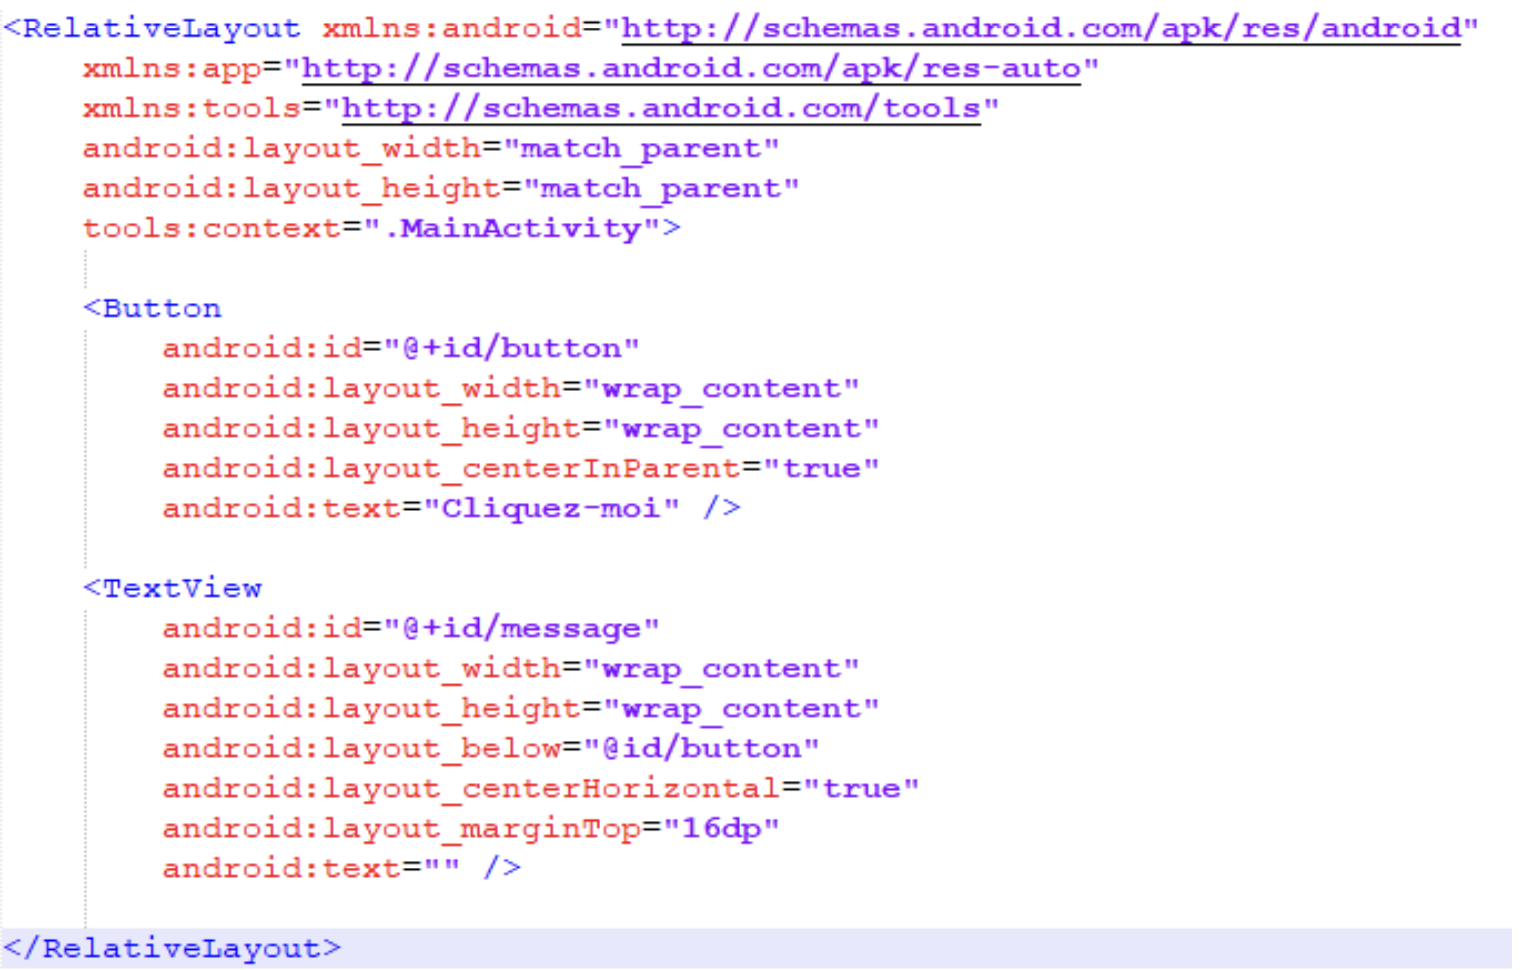 <RelativeLayout xmlns:android="http://schemas.android.com/apk/res/android"
    xmlns:app="http://schemas.android.com/apk/res-auto"
    xmlns:tools="http://schemas.android.com/tools"
    android:layout_width="match_parent"
    android:layout_height="match_parent"
    tools:context=".MainActivity">

    <Button
        android:id="@+id/button"
        android:layout_width="wrap_content"
        android:layout_height="wrap_content"
        android:layout_centerInParent="true"
        android:text="Cliquez-moi" />

    <TextView
        android:id="@+id/message"
        android:layout_width="wrap_content"
        android:layout_height="wrap_content"
        android:layout_below="@id/button"
        android:layout_centerHorizontal="true"
        android:layout_marginTop="16dp"
        android:text="" />

</RelativeLayout>